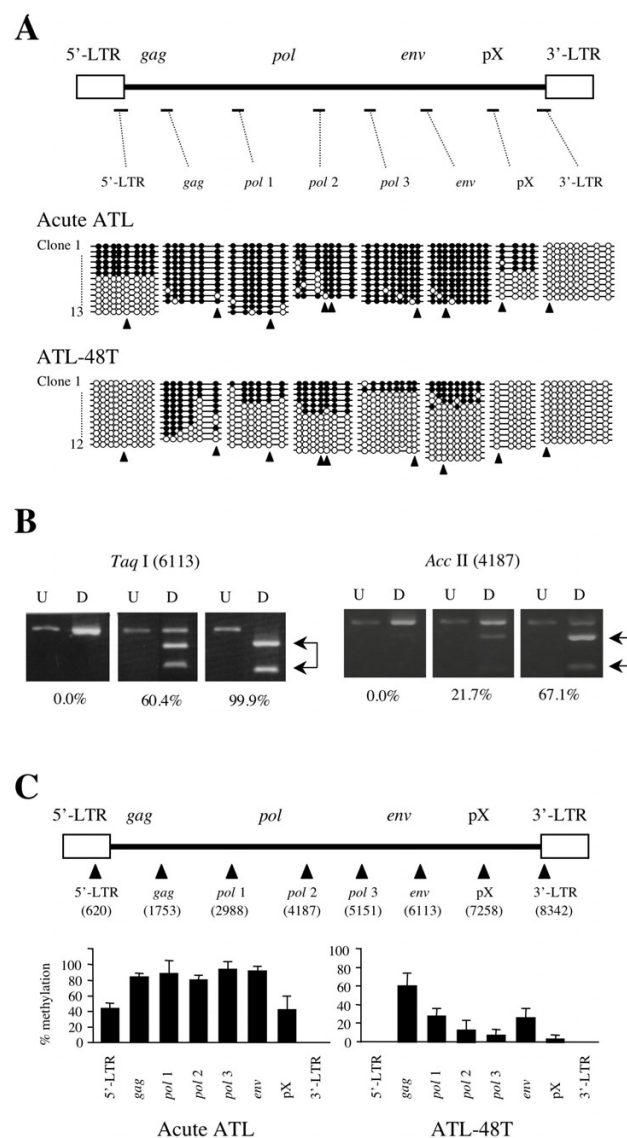 A
5’-LTR gag pol env pX 3’-LTR
5’-LTR gag pol 1 pol 2 pol 3 env pX 3’-LTR
Acute ATL
Clone 1
13
ATL-48T
Clone 1
12
B
Taq I (6113) Acc II (4187)
U D U D U D U D U D U D
0.0% 60.4% 99.9% 0.0% 21.7% 67.1%
C
5’-LTR gag pol env pX 3’-LTR
5’-LTR gag pol 1 pol 2 pol 3 env pX 3’-LTR
(620) (1753) (2988) (4187) (5151) (6113) (7258) (8342)
% methylation
100
80
60
40
20
0
5’-LTR gag pol 1 pol 2 pol 3 env pX 3’-LTR
Acute ATL
100
80
60
40
20
0
5’-LTR gag pol 1 pol 2 pol 3 env pX 3’-LTR
ATL-48T